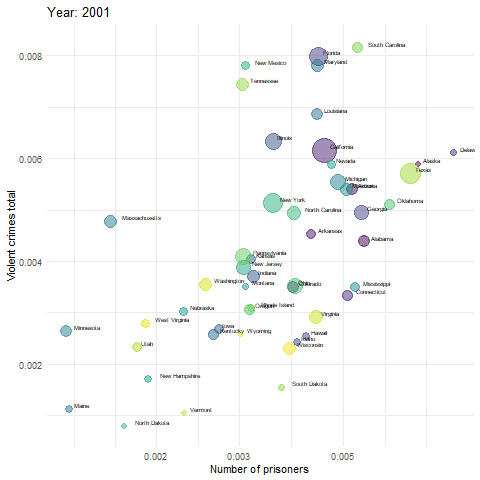 Year: 2001
South Carolina
Florida
Maryland
New Mexico
Tennessee
Louisiana
Illinois
California
Delaw
Nevada
Alaska
Texas
Michigan
Oklahoma
New York
North Carolina
Georgia
Massachusetts
Arkansas
Alabama
Pennsylvania
Kansas
New Jersey
Indiana
Washington
Montana
Ohio
Mississippi
Connecticut
Nebraska
Oregon
Rhode Island
Virginia
West Virginia
Minnesota
Iowa
Kentucky
Wyoming
Hawaii
Idaho
Utah
Wisconsin
New Hampshire
South Dakota
Maine
Vermont
North Dakota
0.008
0.006
0.004
0.002
Violent crimes total
0.002
0.003
0.005
Number of prisoners